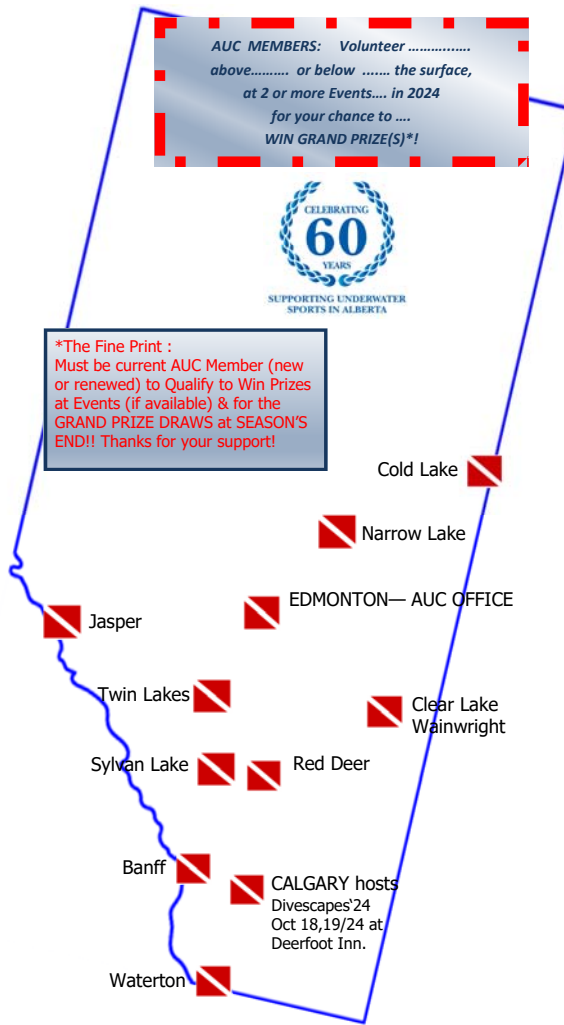 AUC MEMBERS: Volunteer ...............
above.......... or below ....... the surface,
at 2 or more Events.... in 2024
for your chance to ....
WIN GRAND PRIZE(S)*!
CELEBRATING
60
YEARS
SUPPORTING UNDERWATER
SPORTS IN ALBERTA
*The Fine Print :
Must be current AUC Member (new
or renewed) to Qualify to Win Prizes
at Events (if available) & for the
GRAND PRIZE DRAWS at SEASON'S
END!! Thanks for your support!
Cold Lake
Narrow Lake
EDMONTON— AUC OFFICE
Jasper
Twin Lakes
Clear Lake
Wainwright
Sylvan Lake
Red Deer
Banff
CALGARY hosts
Divescapes'24
Oct 18,19/24 at
Deerfoot Inn.
Waterton